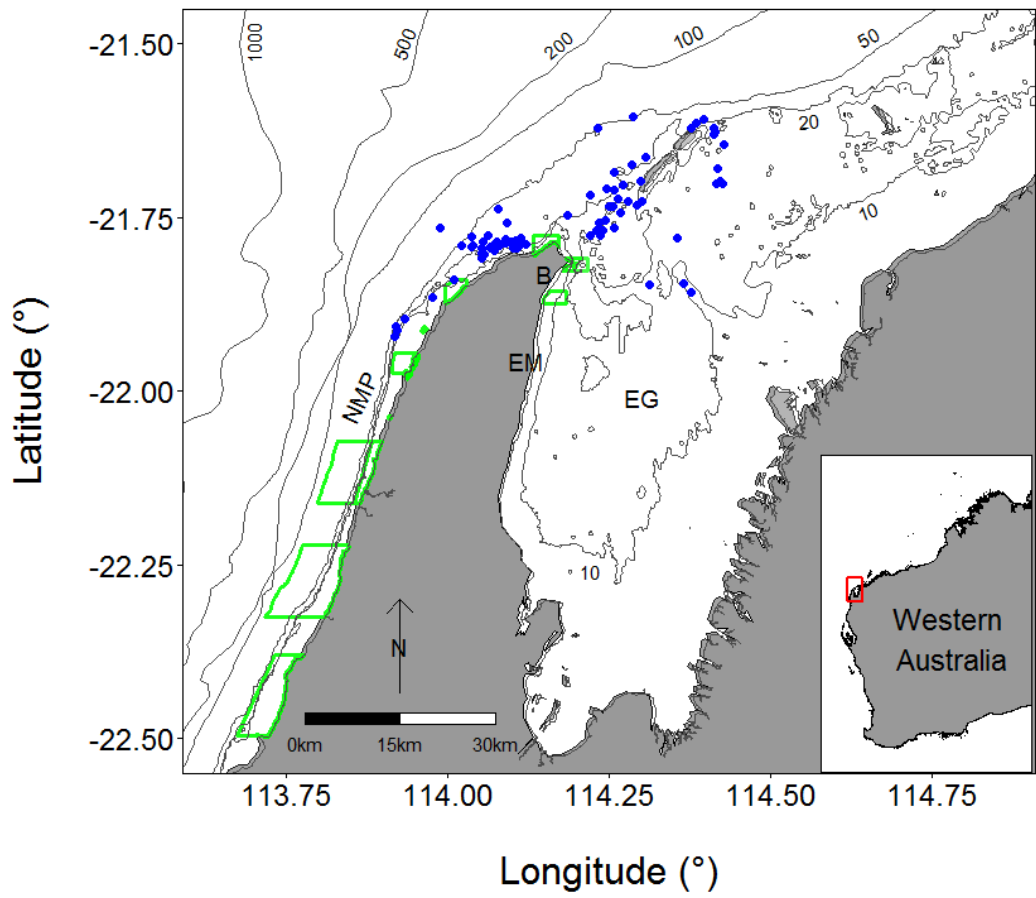 1000
500
200
100
50
-21.50
20
10
-21.75
B
EM
NMP
EG
-22.00
Latitude (°)
10
-22.25
N
Western
Australia
-22.50
0km 15km 30km
113.75 114.00 114.25 114.50 114.75
Longitude (°)